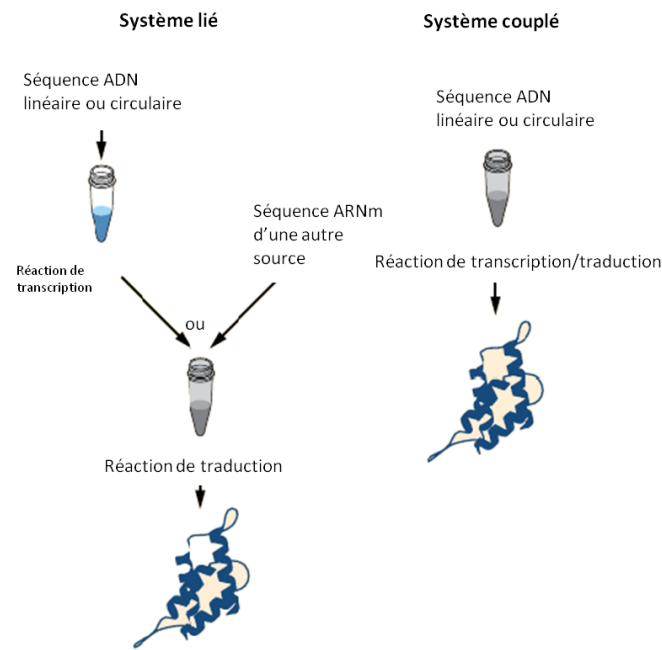 Système lié
Séquence ADN
linéaire ou circulaire
Réaction de
transcription
Séquence ARNm
d'une autre
source
ou
Réaction de traduction
Système couplé
Séquence ADN
linéaire ou circulaire
Réaction de transcription/traduction